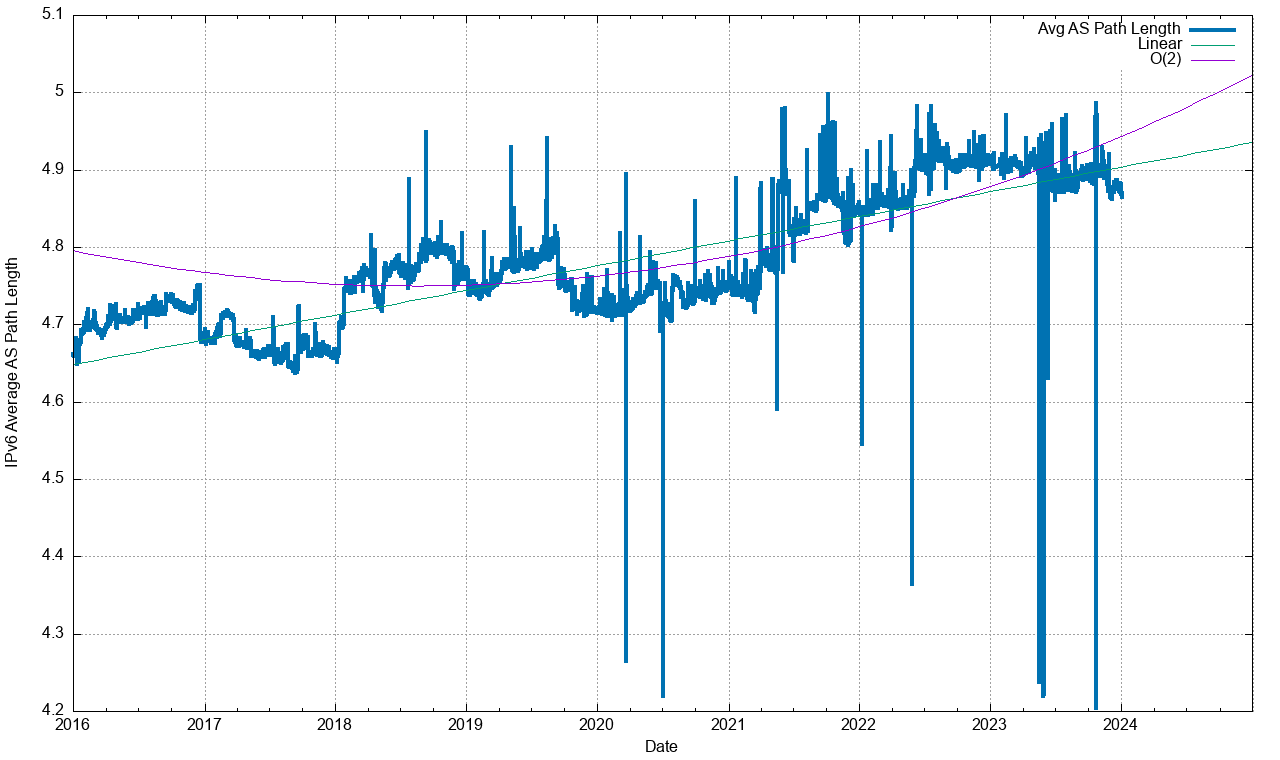 Avg AS Path Length
Linear
O(2)
5.1
5
4.9
4.8
4.7
4.6
4.5
4.4
4.3
4.2
IPv6 Average AS Path Length
2016 2017 2018 2019 2020 2021 2022 2023 2024
Date